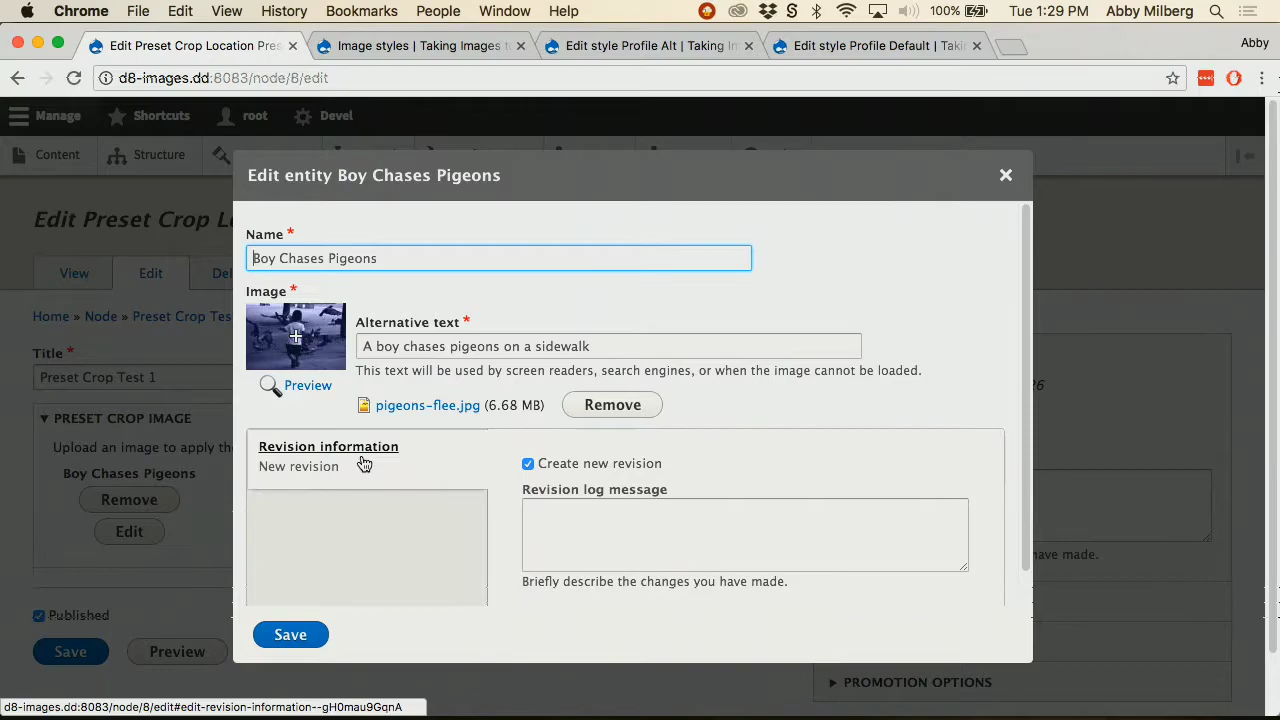 Chrome File Edit View History Bookmarks People Window Help 100% Tue 1:29 PM Abby Milberg
Edit Preset Crop Location Pres Image styles | Taking Images to Edit style Profile Alt | Taking Im Edit style Profile Default | Taki Abby
d8-images.dd:8083/node/8/edit
Manage Shortcuts root Devel
Content Structure
Edit entity Boy Chases Pigeons
Edit Preset Crop Lo
Name *
Boy Chases Pigeons
View Edit Del
Image *
Home » Node » Preset Crop Tes
Alternative text *
A boy chases pigeons on a sidewalk
This text will be used by screen readers, search engines, or when the image cannot be loaded.
Title *
Preset Crop Test 1
Preview
pigeons-flee.jpg (6.68 MB) Remove
PRESET CROP IMAGE
Upload an image to apply the
Boy Chases Pigeons
Remove
Edit
Revision information
New revision
Create new revision
Revision log message
Briefly describe the changes you have made.
26
ave made.
Published
Save Preview
Save
PROMOTION OPTIONS
d8-images.dd:8083/node/8/edit#edit-revision-information--gH0mau9GqnA